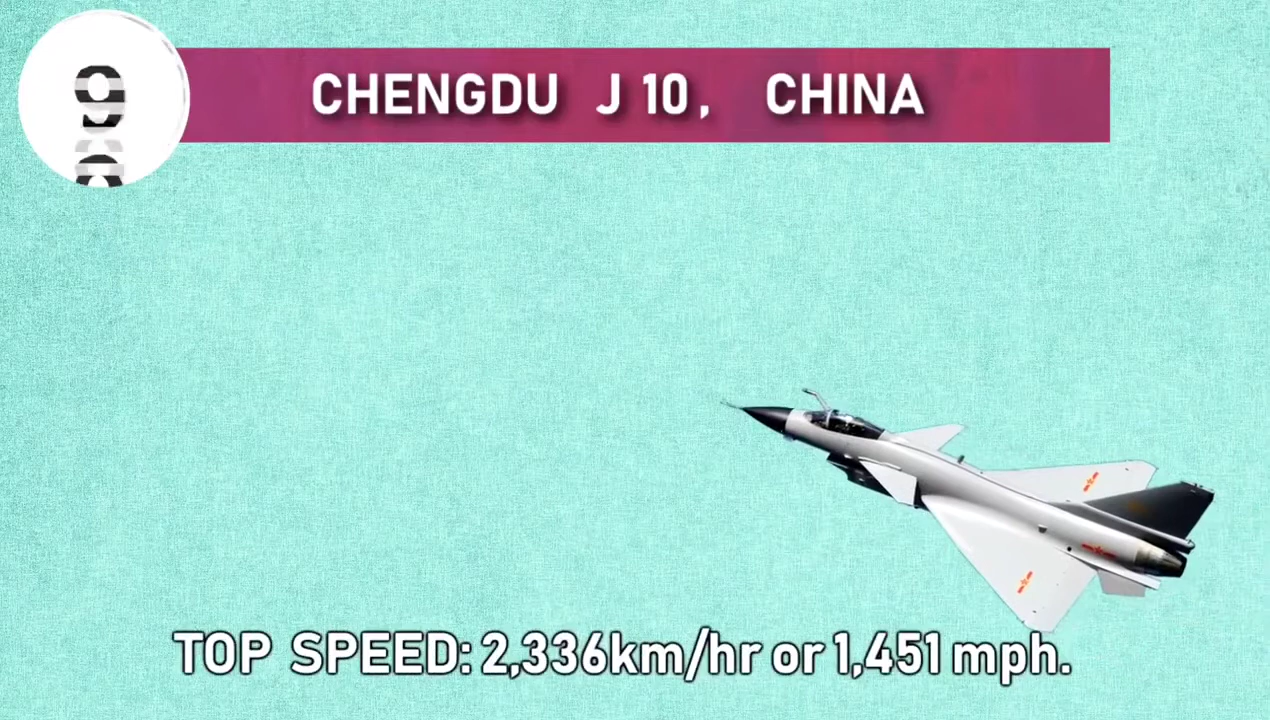 CHENGDU J 10, CHINA
TOP SPEED: 2,336km/hr or 1,451 mph.